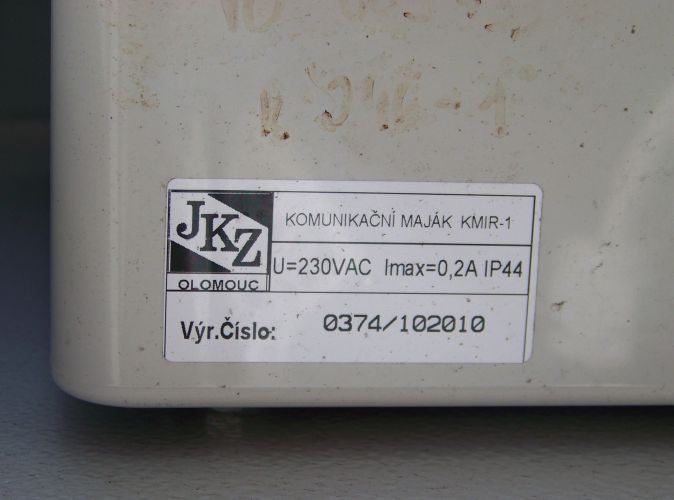 JKZ
OLOMOUC
KOMUNIKAČNÍ MAJÁK KMIR-1
U=230VAC Imax=0,2A IP44
Výr.Číslo: 0374/102010